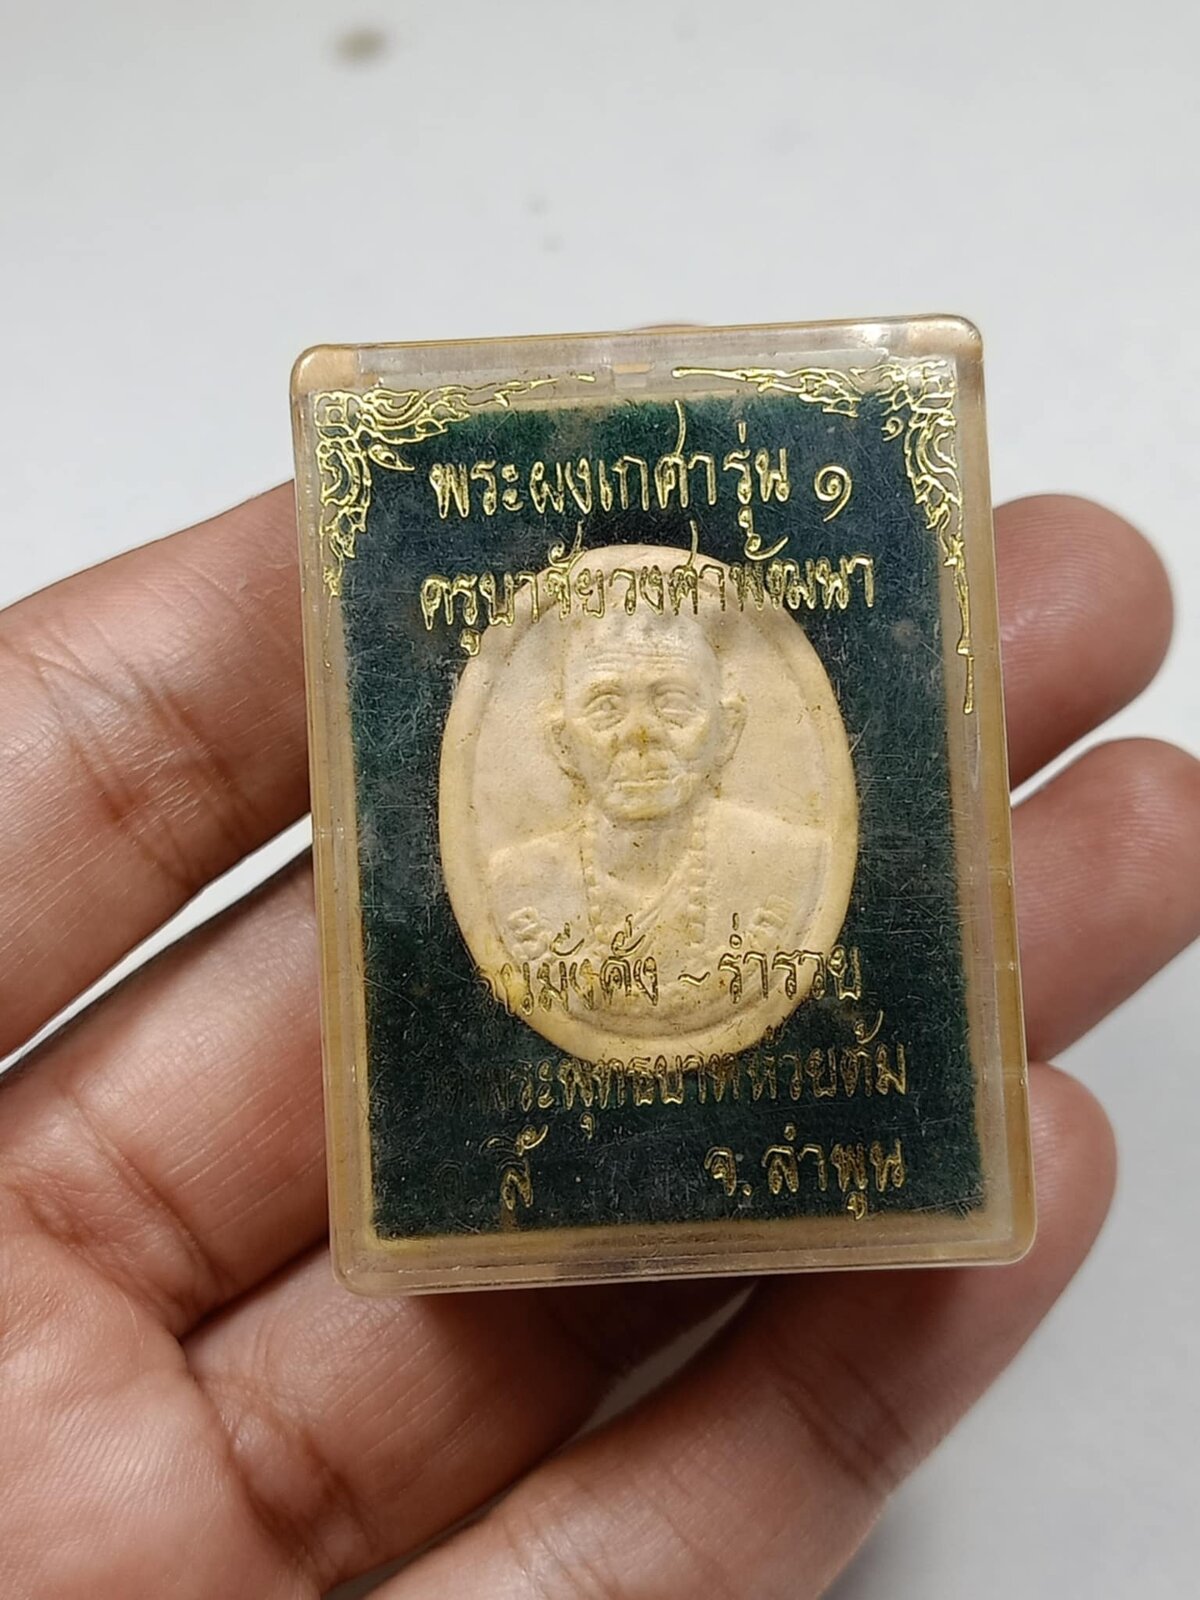 พระผงเกศารุ่น ๑
ครูบาชัยวงศาพัฒนา
มั่งคั่ง ~ ร่ำรวย
วัดพระพุทธบาทห้วยต้ม
ลี้ จ.ลำพูน